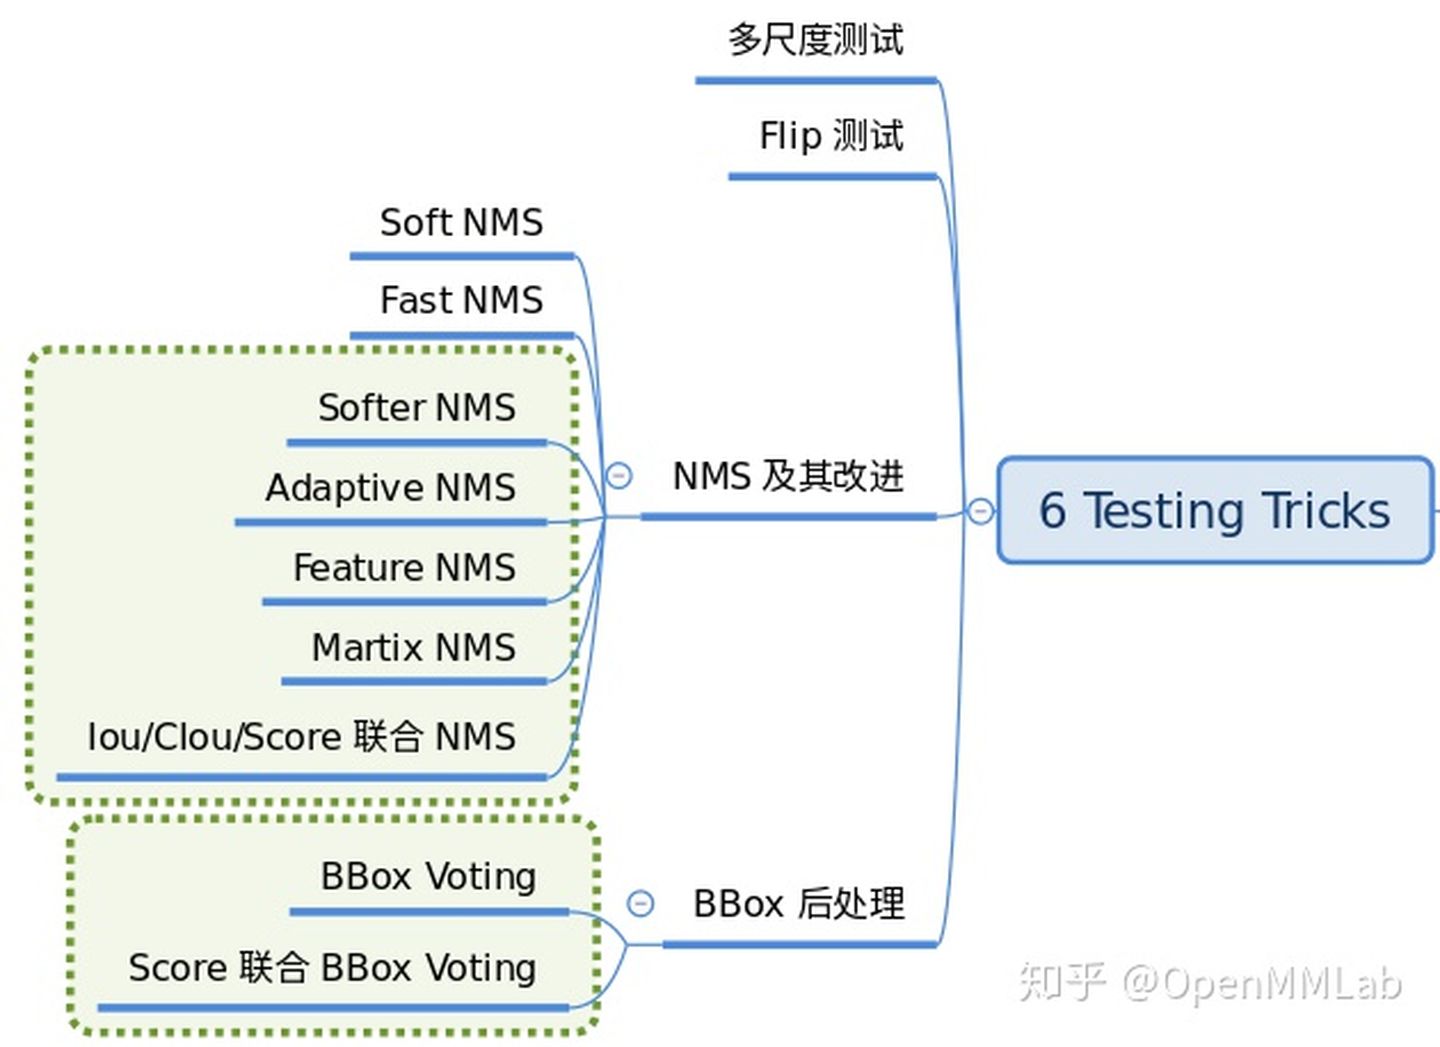 多尺度测试
Flip 测试
Soft NMS
Fast NMS
Softer NMS
Adaptive NMS
Feature NMS
Martix NMS
Iou/CIou/Score 联合 NMS
NMS 及其改进
6 Testing Tricks
BBox Voting
Score 联合 BBox Voting
BBox 后处理
知乎 @OpenMMLab